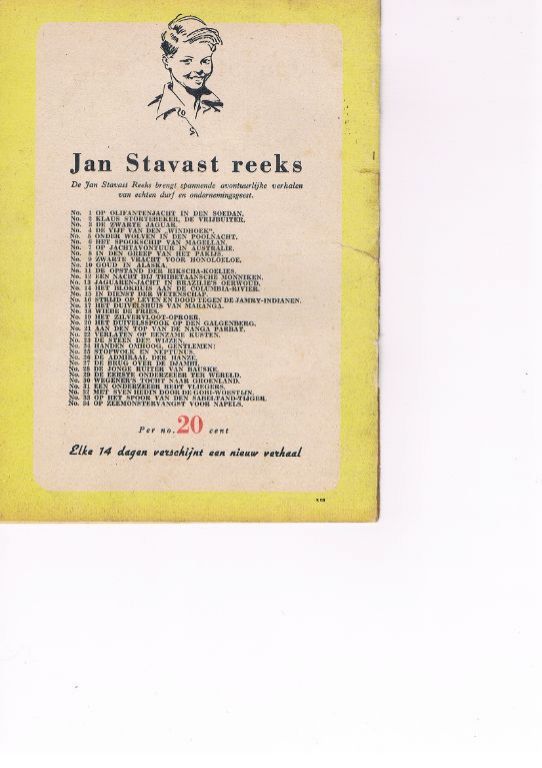 Jan Stavast reeks
De Jan Stavast Reeks brengt spannende avontuurlijke verhalen
van echten durf en ondernemingsgeest.
No. 1 OP OLIFANTENJACHT IN DEN SOEDAN.
No. 2 KLAUS STORTEBEKER, DE VRIJBUITER.
No. 3 DE ZWARTE JAGUAR.
No. 4 DE VIJF VAN DEN „WINDHOEK".
No. 5 ONDER WOLVEN IN DEN POOLNACHT.
No. 6 HET SPOOKSCHIP VAN MAGELLAN.
No. 7 OP JACHTAVONTUUR IN AUSTRALIE.
No. 8 IN DEN GREEP VAN HET PAKIJS.
No. 9 ZWARTE VRACHT VOOR HONOLOELOE.
No. 10 GOUD IN ALASKA.
No. 11 DE OPSTAND DER RIKSCHA-KOELIES.
No. 12 EEN NACHT BIJ THIBETAANSCHE MONNIKEN.
No. 13 JAGUAREN-JACHT IN BRAZILIE'S OERWOUD.
No. 14 HET BLOKHUIS AAN DE COLUMBIA-RIVIER.
No. 15 IN DIENST DER WETENSCHAP.
No. 16 STRIJD OP LEVEN EN DOOD TEGEN DE JAMRY-INDIANEN.
No. 17 HET DUIVELSHUIS VAN MARANGA.
No. 18 WIEBE DE FRIES.
No. 19 HET ZILVERVLOOT-OPROER.
No. 20 HET DUIVELSSPOOK OP DEN GALGENBERG.
No. 21 AAN DEN TOP VAN DE NANGA PARBAT.
No. 22 VERLATEN OP EENZAME KUSTEN.
No. 23 DE STEEN DER WIJZEN.
No. 24 HANDEN OMHOOG, GENTLEMEN!
No. 25 STOPWOLK EN NEPTUNUS.
No. 26 DE ADMIRAAL DER HANZE.
No. 27 DE BRUG OVER DE DJAMBI.
No. 28 DE JONGE RUITER VAN BAUSKE.
No. 29 DE EERSTE ONDERZEEER TER WERELD.
No. 30 WEGENER'S TOCHT NAAR GROENLAND.
No. 31 EEN ONDERZEEER REDT VLIEGERS.
No. 32 MET SVEN HEDIN DOOR DE GOBI-WOESTIJN.
No. 33 OP HET SPOOR VAN DEN SABELTAND-TIJGER.
No. 34 OP ZEEMONSTERVANGST VOOR NAPELS.
Per no. 20 cent
Elke 14 dagen verschijnt een nieuw verhaal